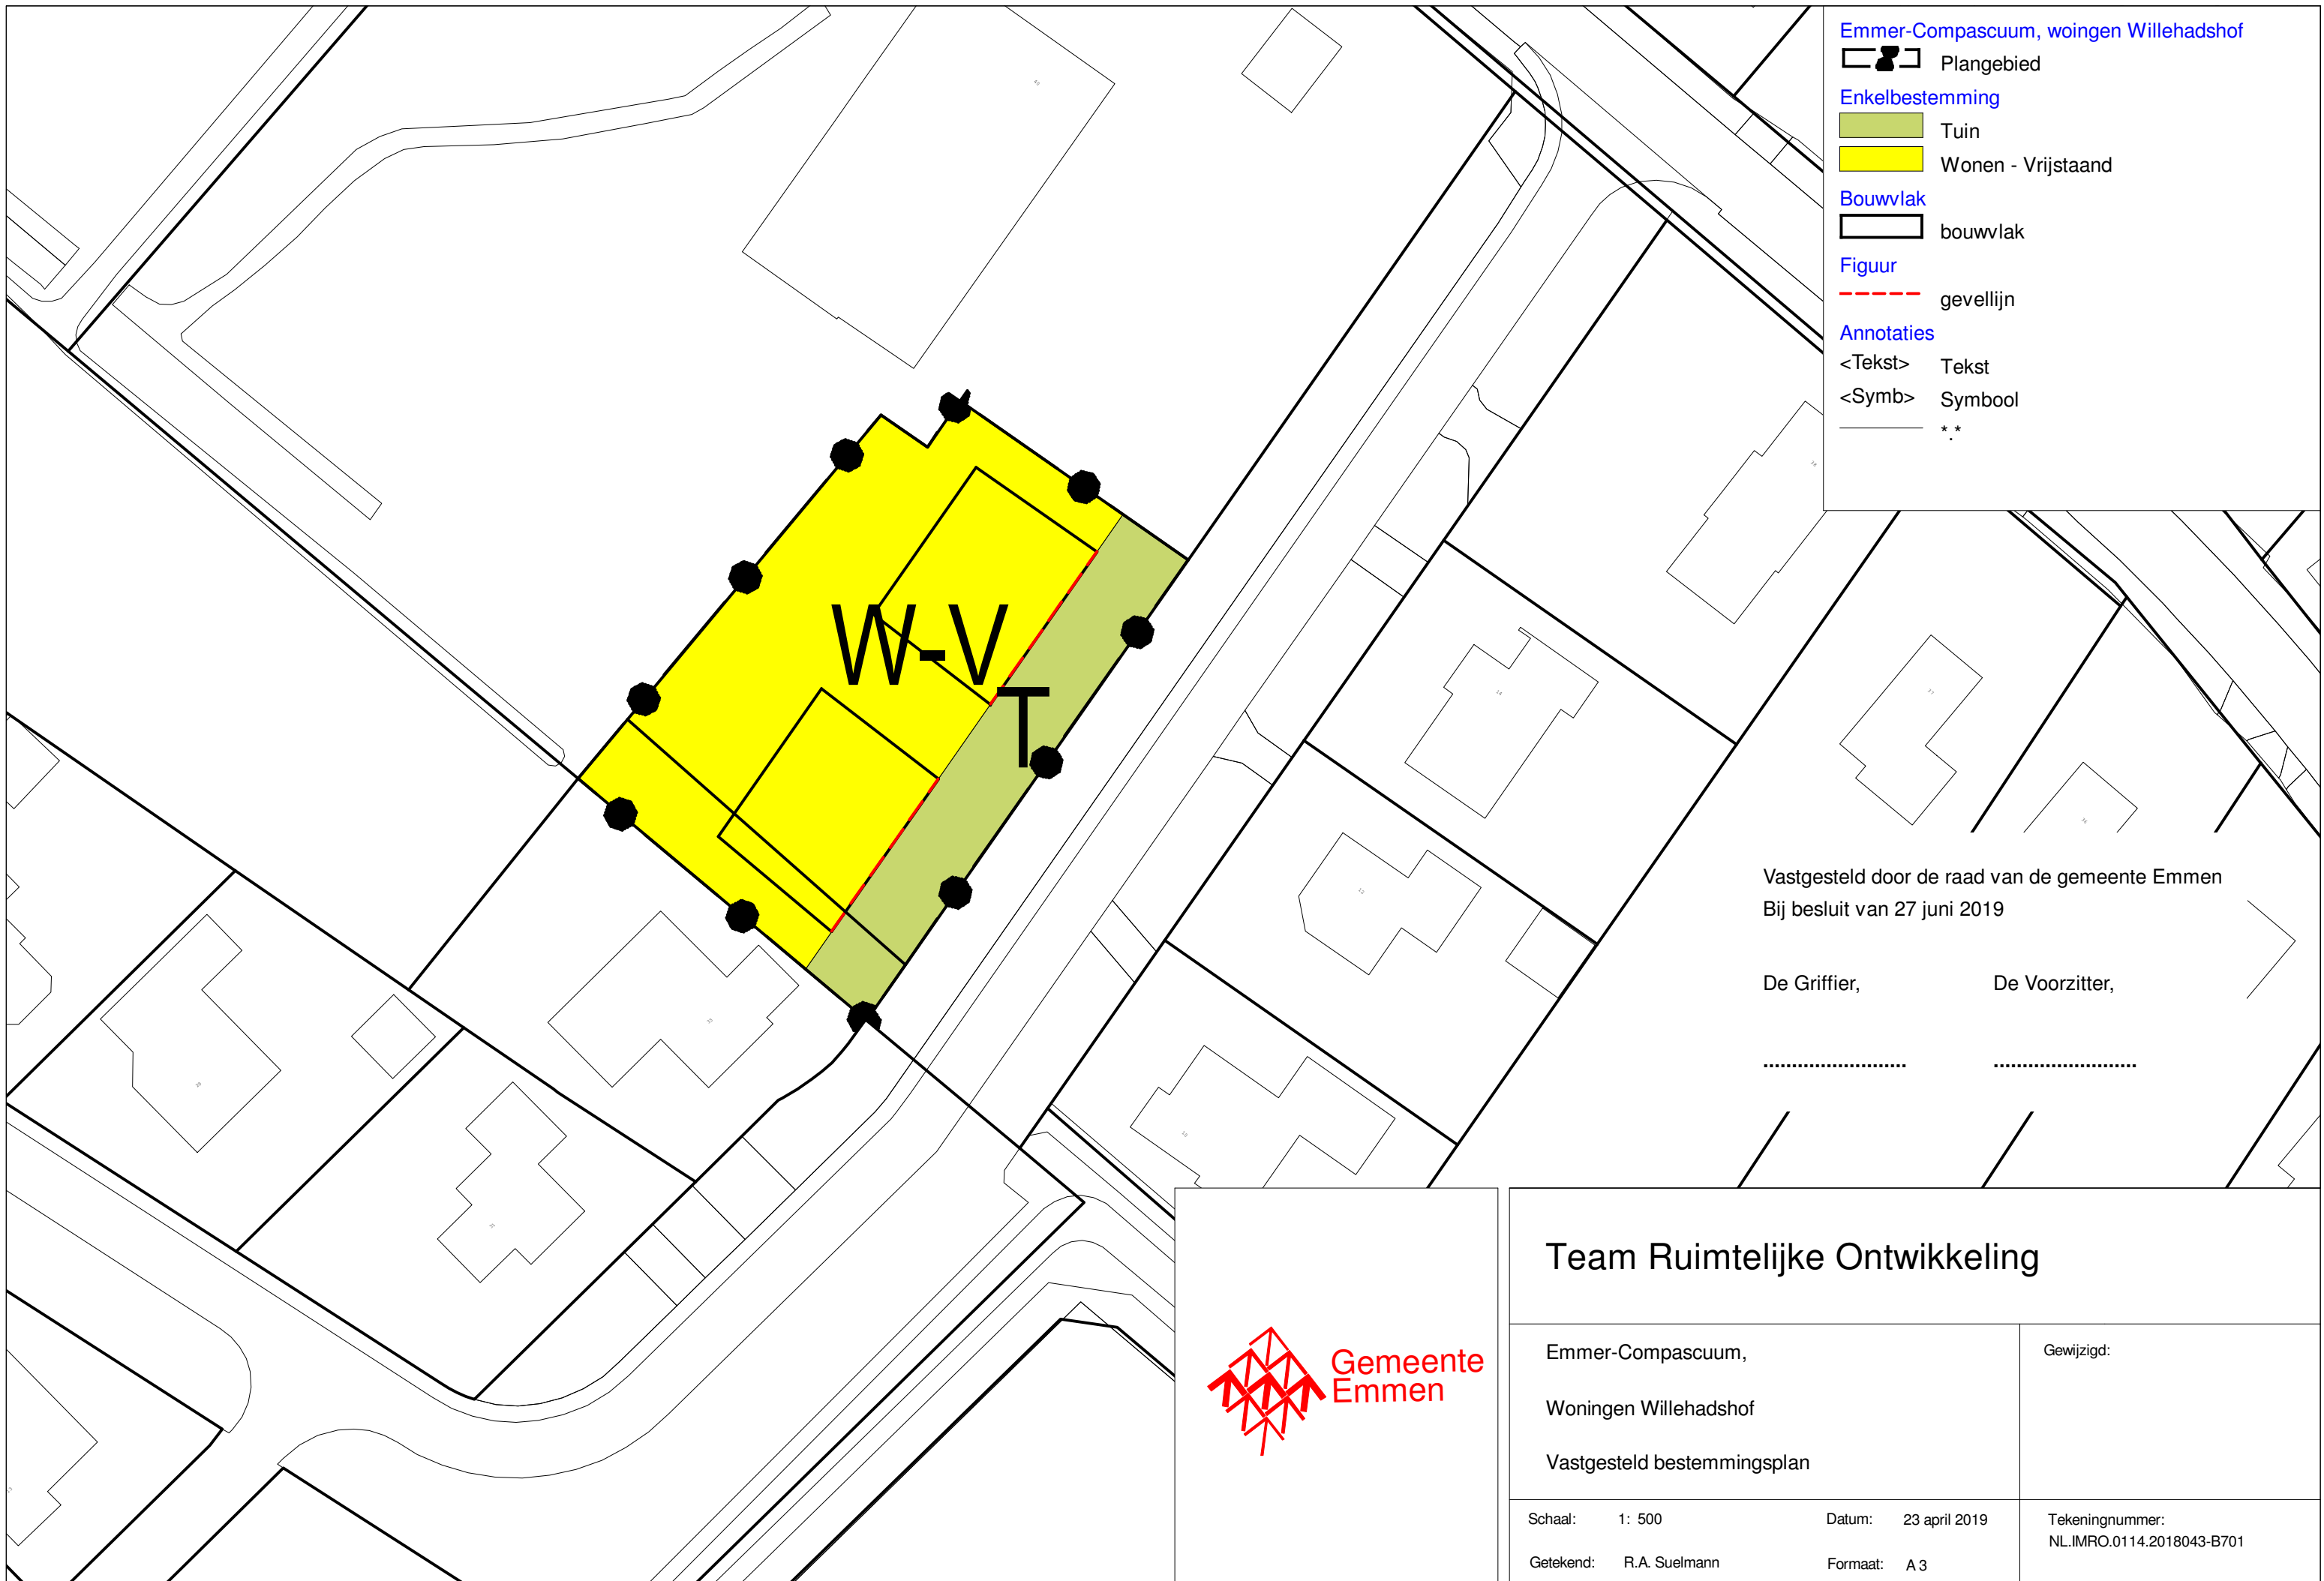 Emmer-Compascuum, woingen Willehadshof
Plangebied
Enkelbestemming
Tuin
Wonen - Vrijstaand
Bouwvlak
bouwvlak
Figuur
gevellijn
Annotaties
<Tekst> Tekst
<Symb> Symbool
*.*
W-V
T
Vastgesteld door de raad van de gemeente Emmen
Bij besluit van 27 juni 2019
De Griffier, De Voorzitter,
......................... .........................
Gemeente
Emmen
Team Ruimtelijke Ontwikkeling
Emmer-Compascuum,
Woningen Willehadshof
Vastgesteld bestemmingsplan
Gewijzigd:
Schaal: 1: 500 Datum: 23 april 2019
Getekend: R.A. Suelmann Formaat: A 3
Tekeningnummer:
NL.IMRO.0114.2018043-B701